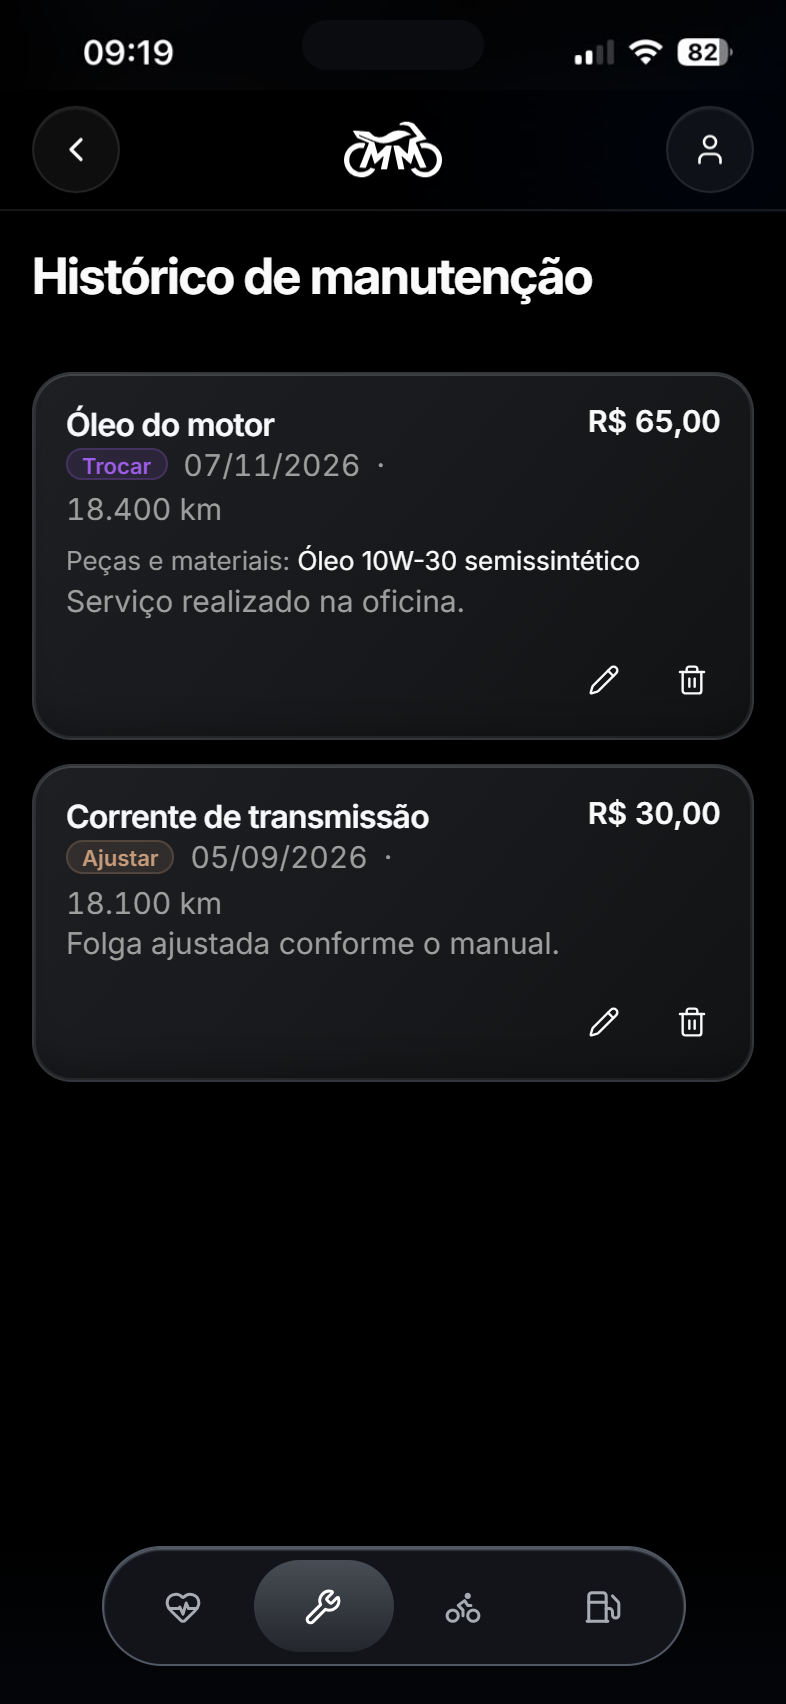 09:19
82
MM
Histórico de manutenção
Óleo do motor
R$ 65,00
Trocar 07/11/2026 ·
18.400 km
Peças e materiais: Óleo 10W-30 semissintético
Serviço realizado na oficina.
Corrente de transmissão
R$ 30,00
Ajustar 05/09/2026 ·
18.100 km
Folga ajustada conforme o manual.